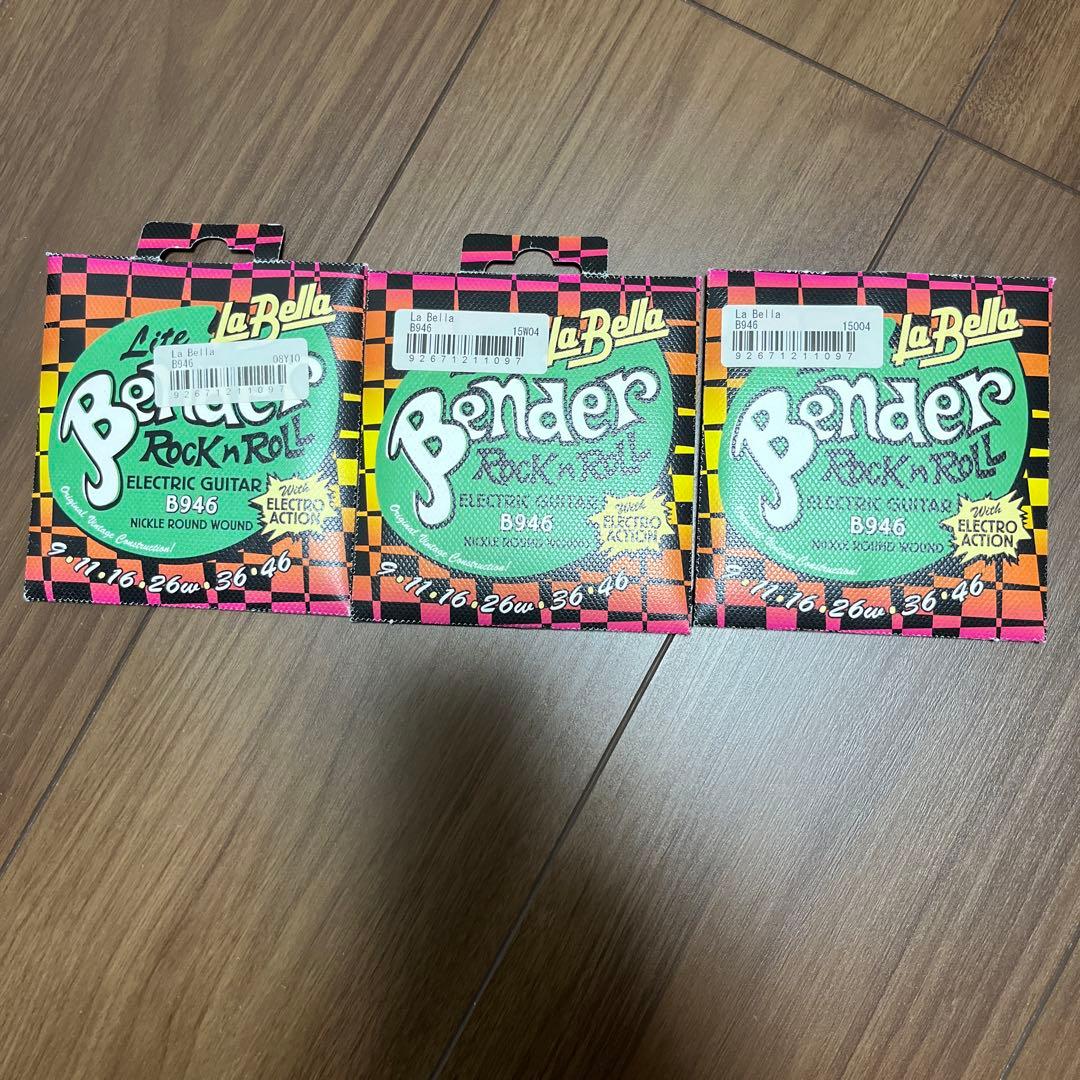 Lite
La Bella
La Bella
B946 08Y10
92671211097
Bender
ROCK n ROLL
ELECTRIC GUITAR
B946
NICKLE ROUND WOUND
With
ELECTRO
ACTION
Original Vintage Construction!
9•11•16•26w•36•46
La Bella
B946 15W04
92671211097
La Bella
Bender
ROCK n ROLL
ELECTRIC GUITAR
B946
NICKLE ROUND WOUND
With
ELECTRO
ACTION
Original Vintage Construction!
9•11•16•26w•36•46
La Bella
B946 15004
92671211097
La Bella
Bender
ROCK n ROLL
ELECTRIC GUITAR
B946
NICKLE ROUND WOUND
With
ELECTRO
ACTION
Original Vintage Construction!
9•11•16•26w•36•46